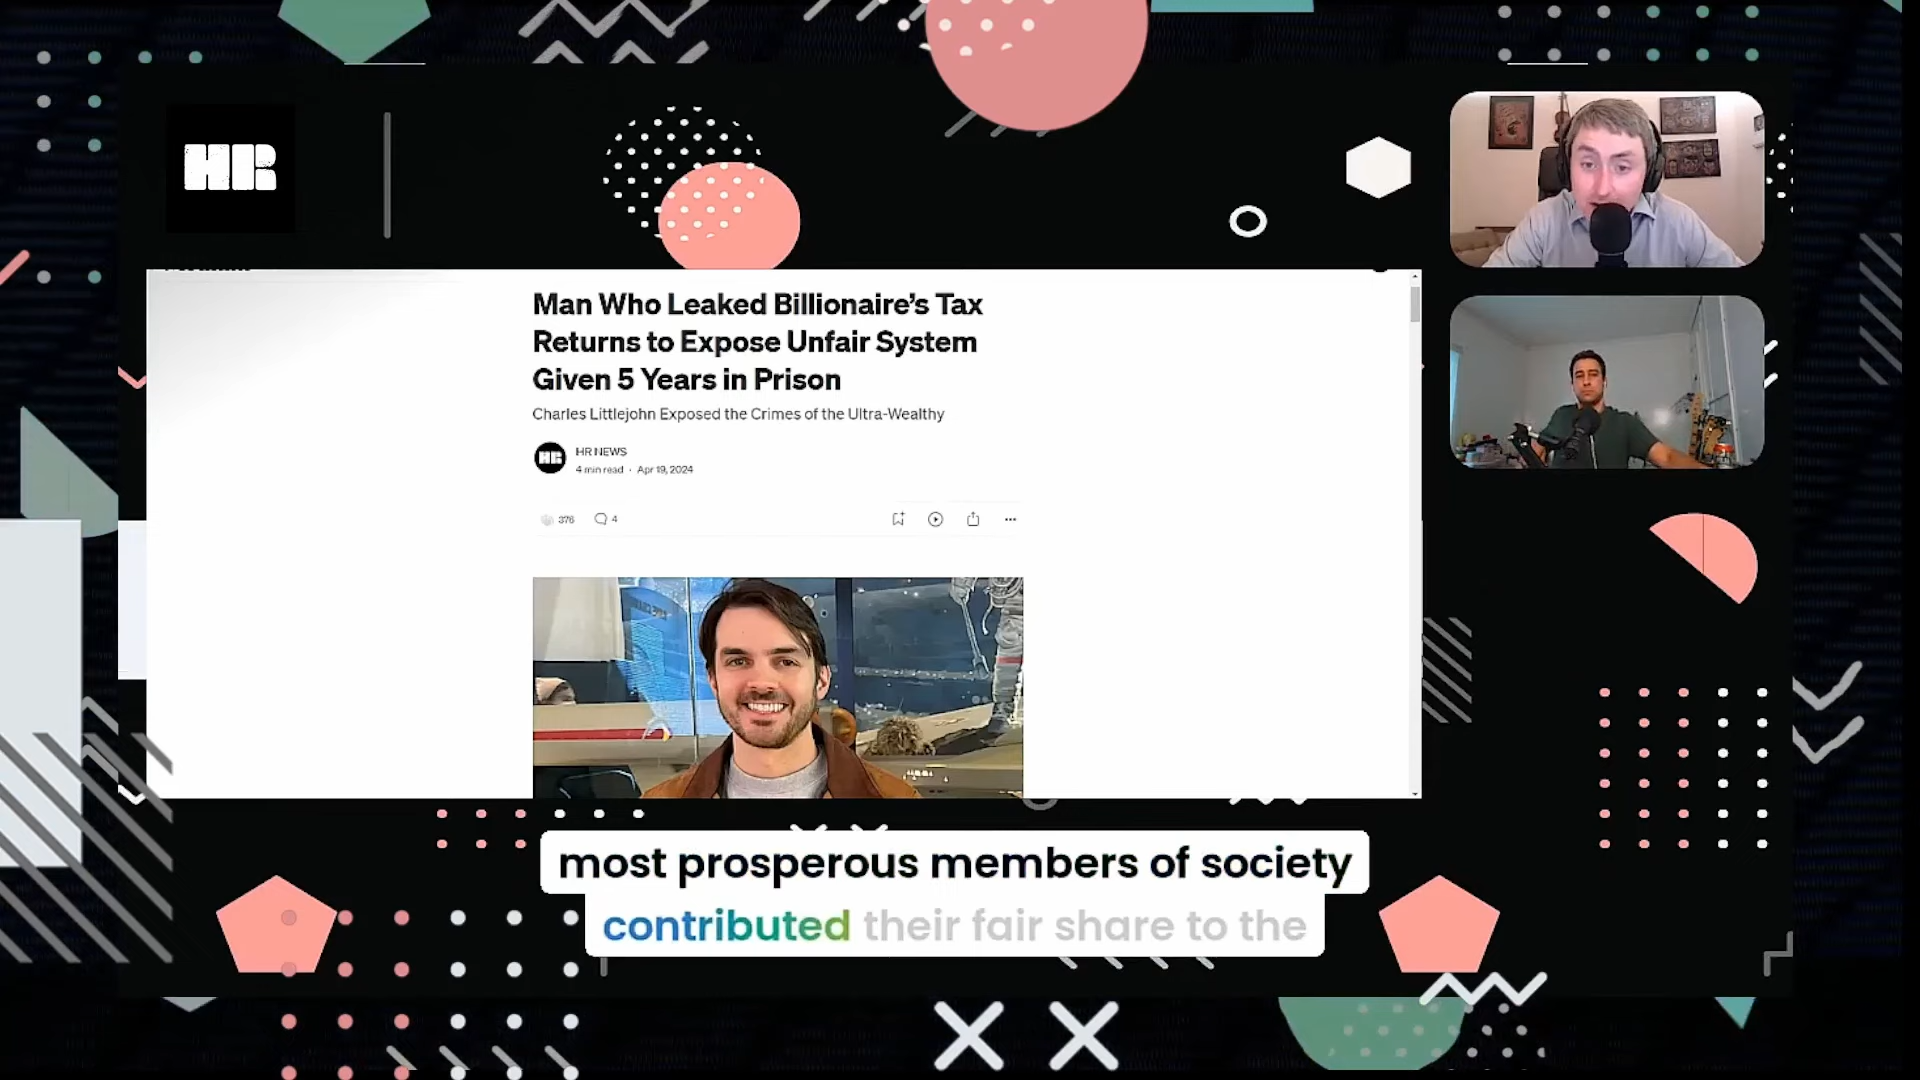 HR
Man Who Leaked Billionaire's Tax
Returns to Expose Unfair System
Given 5 Years in Prison
Charles Littlejohn Exposed the Crimes of the Ultra-Wealthy
HR
HR NEWS
4 min read · Apr 19, 2024
376 4
most prosperous members of society
contributed their fair share to the